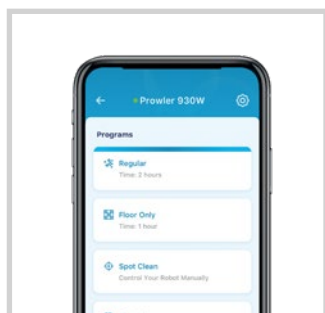 Prowler 930W
Programs
Regular
Time: 2 hours
Floor Only
Time: 1 hour
Spot Clean
Control Your Robot Manually